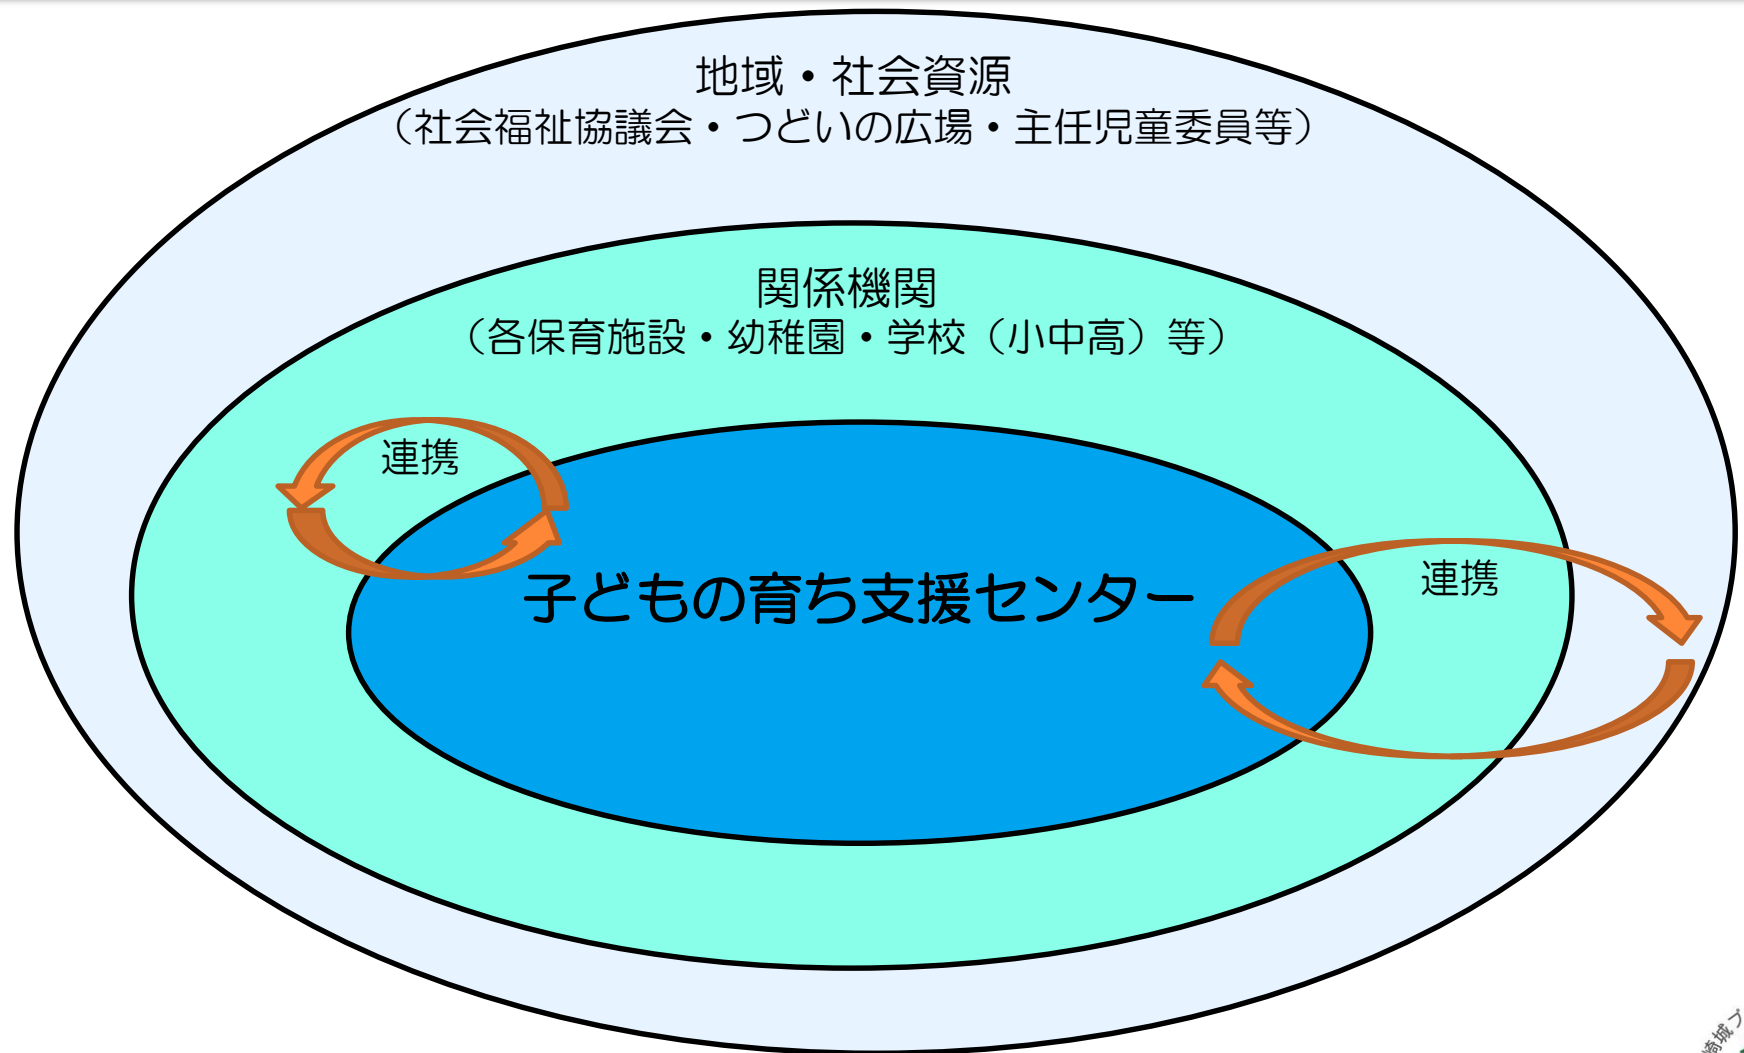 地域・社会資源
（社会福祉協議会・つどいの広場・主任児童委員等）
関係機関
（各保育施設・幼稚園・学校（小中高）等）
連携
子どもの育ち支援センター
連携
崎城プ